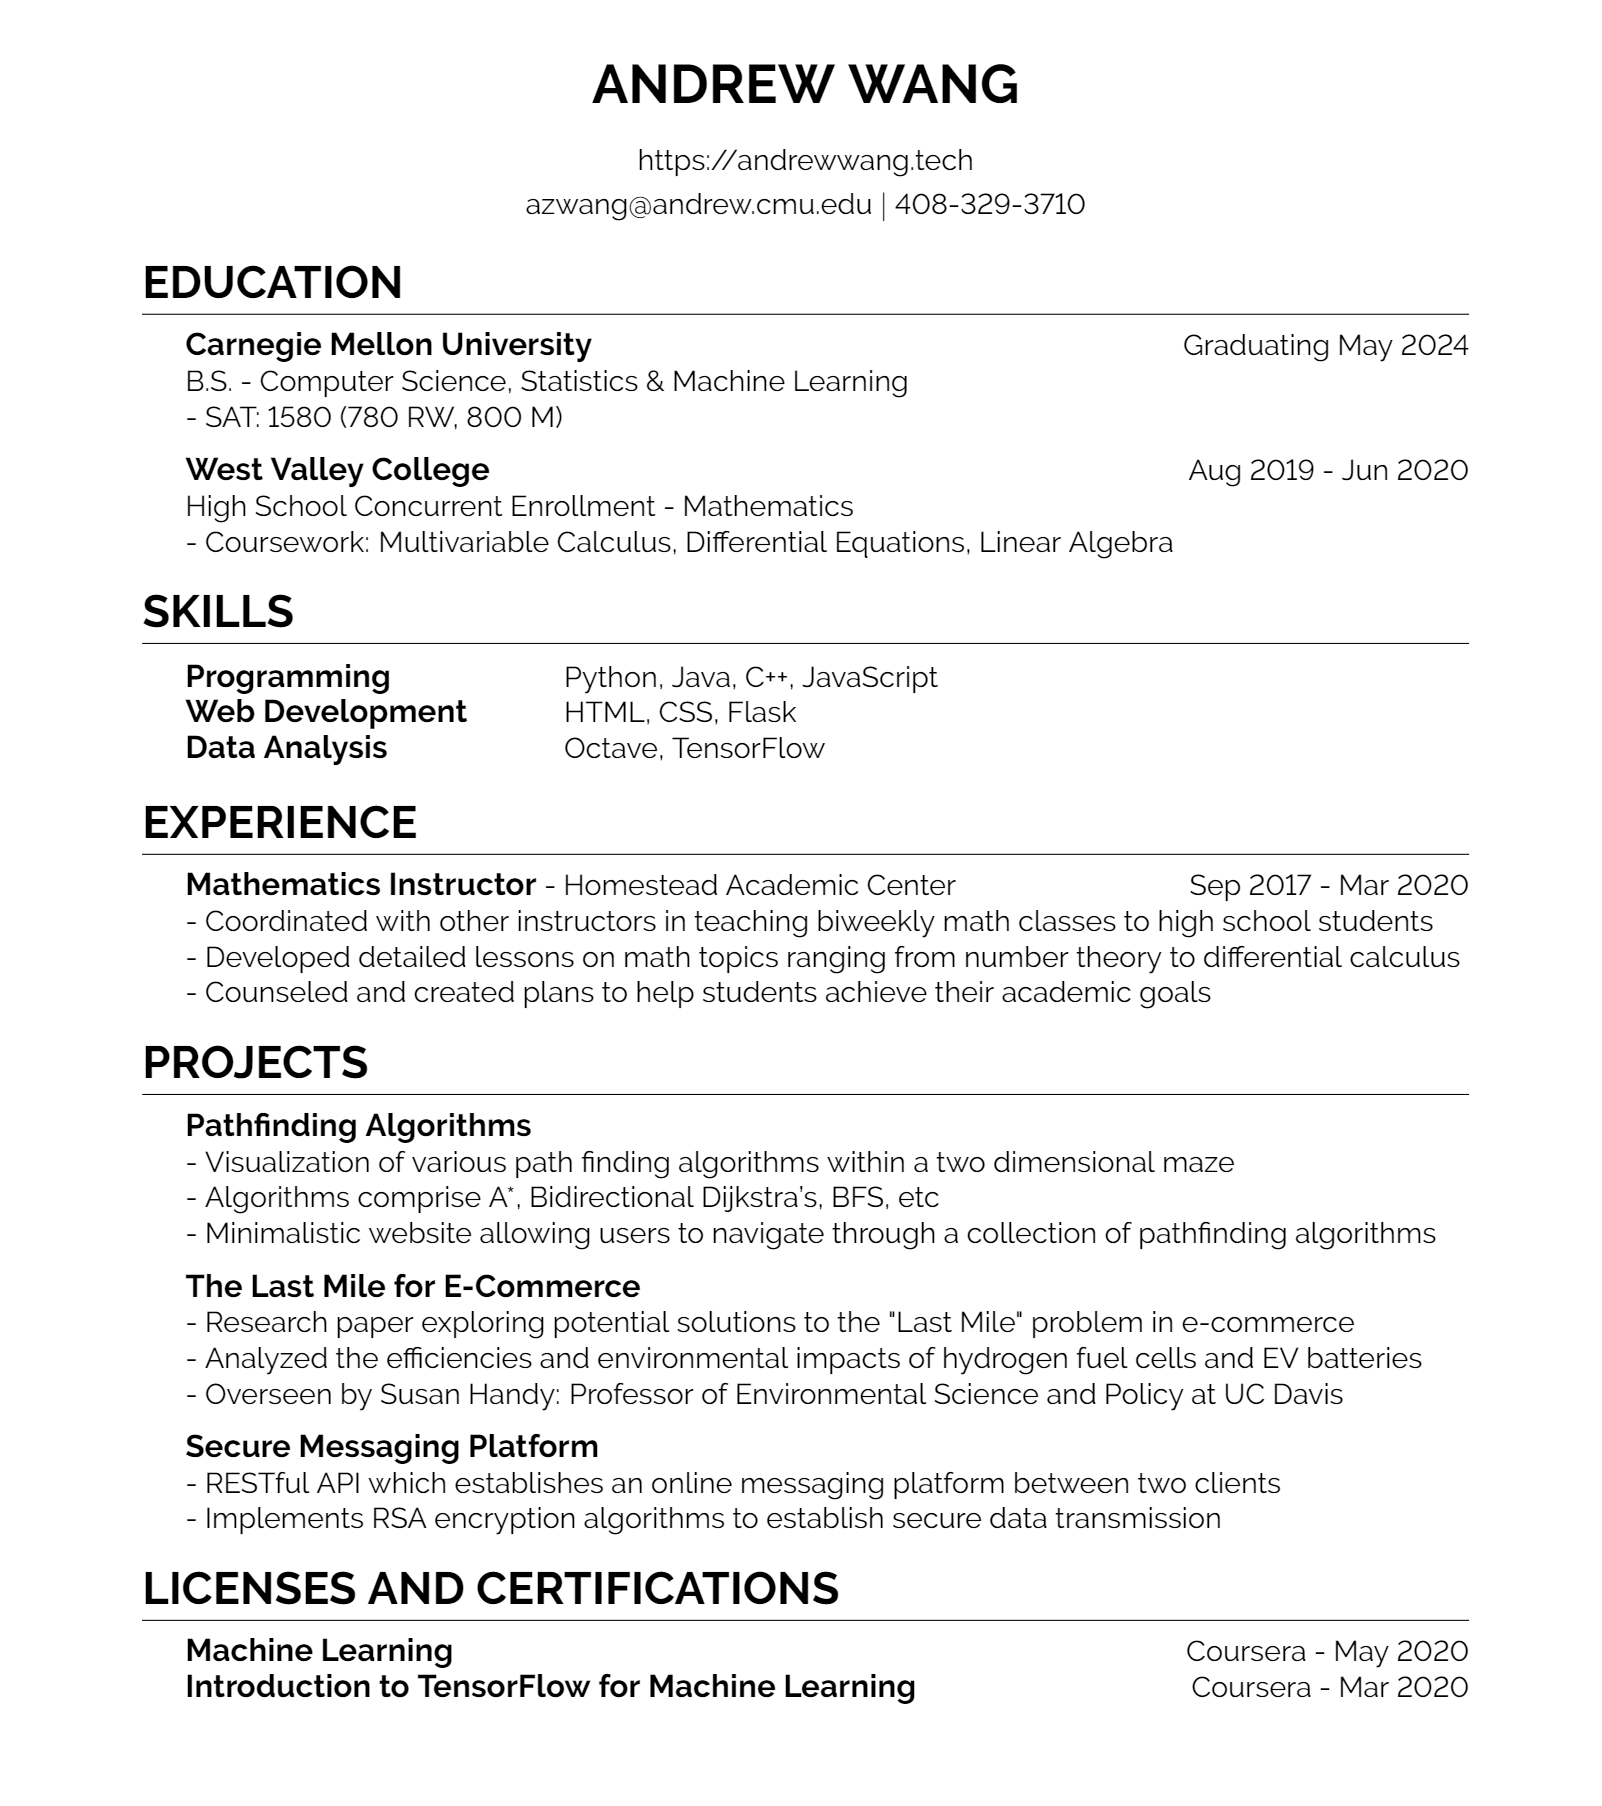 ANDREW WANG
https://andrewwang.tech
azwang@andrew.cmu.edu | 408-329-3710
EDUCATION
Carnegie Mellon University Graduating May 2024
B.S. - Computer Science, Statistics & Machine Learning
- SAT: 1580 (780 RW, 800 M)
West Valley College Aug 2019 - Jun 2020
High School Concurrent Enrollment - Mathematics
- Coursework: Multivariable Calculus, Differential Equations, Linear Algebra
SKILLS
Programming Python, Java, C++, JavaScript
Web Development HTML, CSS, Flask
Data Analysis Octave, TensorFlow
EXPERIENCE
Mathematics Instructor - Homestead Academic Center Sep 2017 - Mar 2020
- Coordinated with other instructors in teaching biweekly math classes to high school students
- Developed detailed lessons on math topics ranging from number theory to differential calculus
- Counseled and created plans to help students achieve their academic goals
PROJECTS
Pathfinding Algorithms
- Visualization of various path finding algorithms within a two dimensional maze
- Algorithms comprise A*, Bidirectional Dijkstra's, BFS, etc
- Minimalistic website allowing users to navigate through a collection of pathfinding algorithms
The Last Mile for E-Commerce
- Research paper exploring potential solutions to the "Last Mile" problem in e-commerce
- Analyzed the efficiencies and environmental impacts of hydrogen fuel cells and EV batteries
- Overseen by Susan Handy: Professor of Environmental Science and Policy at UC Davis
Secure Messaging Platform
- RESTful API which establishes an online messaging platform between two clients
- Implements RSA encryption algorithms to establish secure data transmission
LICENSES AND CERTIFICATIONS
Machine Learning Coursera - May 2020
Introduction to TensorFlow for Machine Learning Coursera - Mar 2020